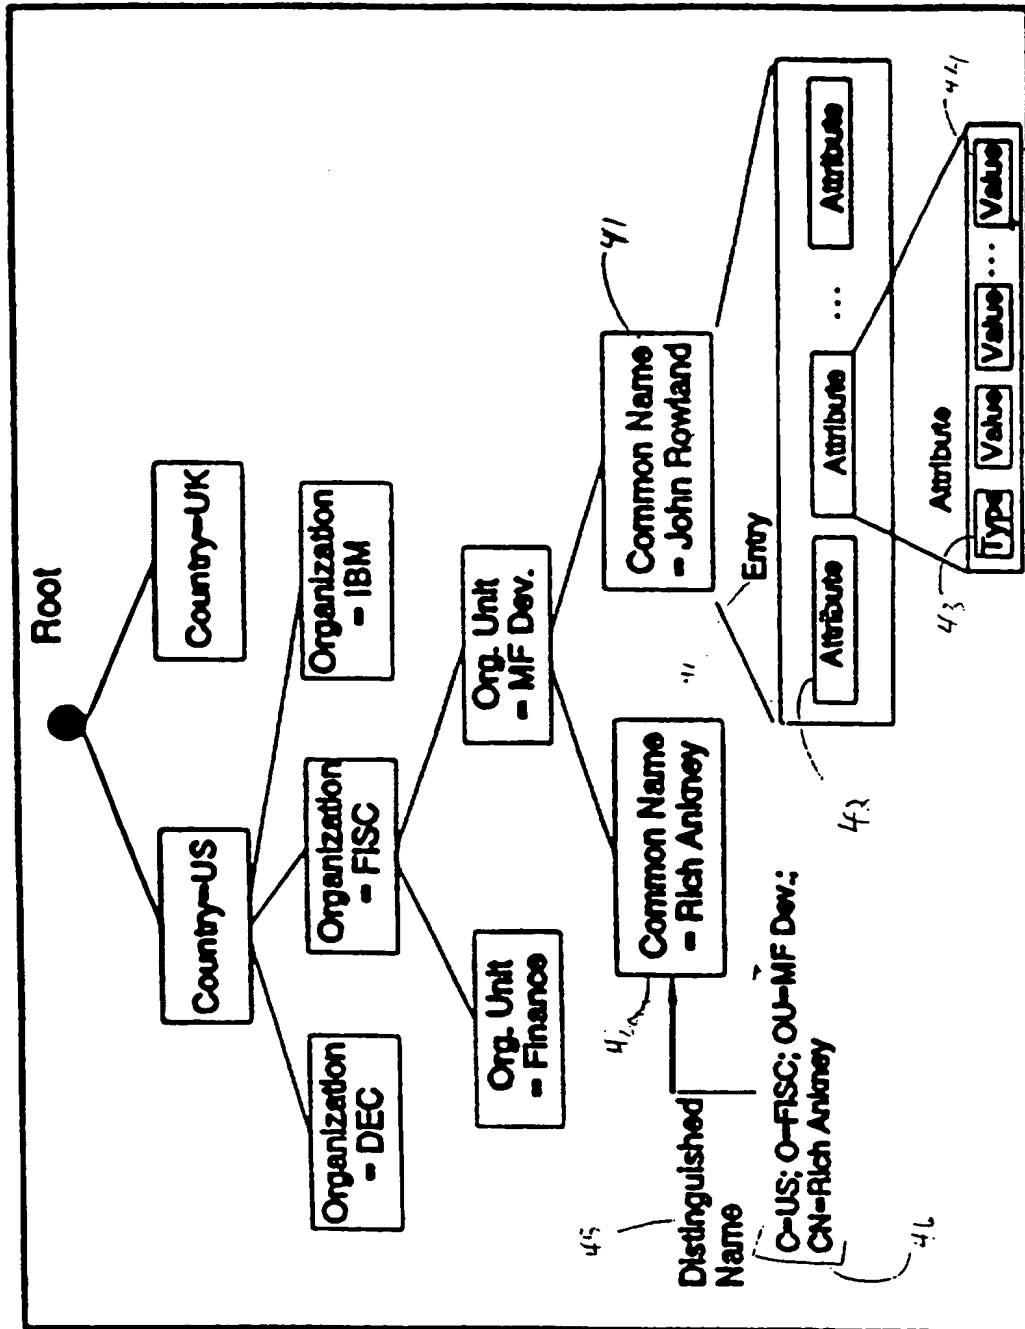 Root
Country=US
Country=UK
Organization
= DEC
Organization
= FISC
Organization
= IBM
Org. Unit
= Finance
Org. Unit
= MF Dev.
Common Name
= Rich Ankney
Common Name
= John Rowland
41
45
Distinguished
Name
C=US; O=FISC; OU=MF Dev.;
CN=Rich Ankney
46
Entry
Attribute
Attribute
...
Attribute
42
Attribute
43
44
Type
Value
Value
...
Value